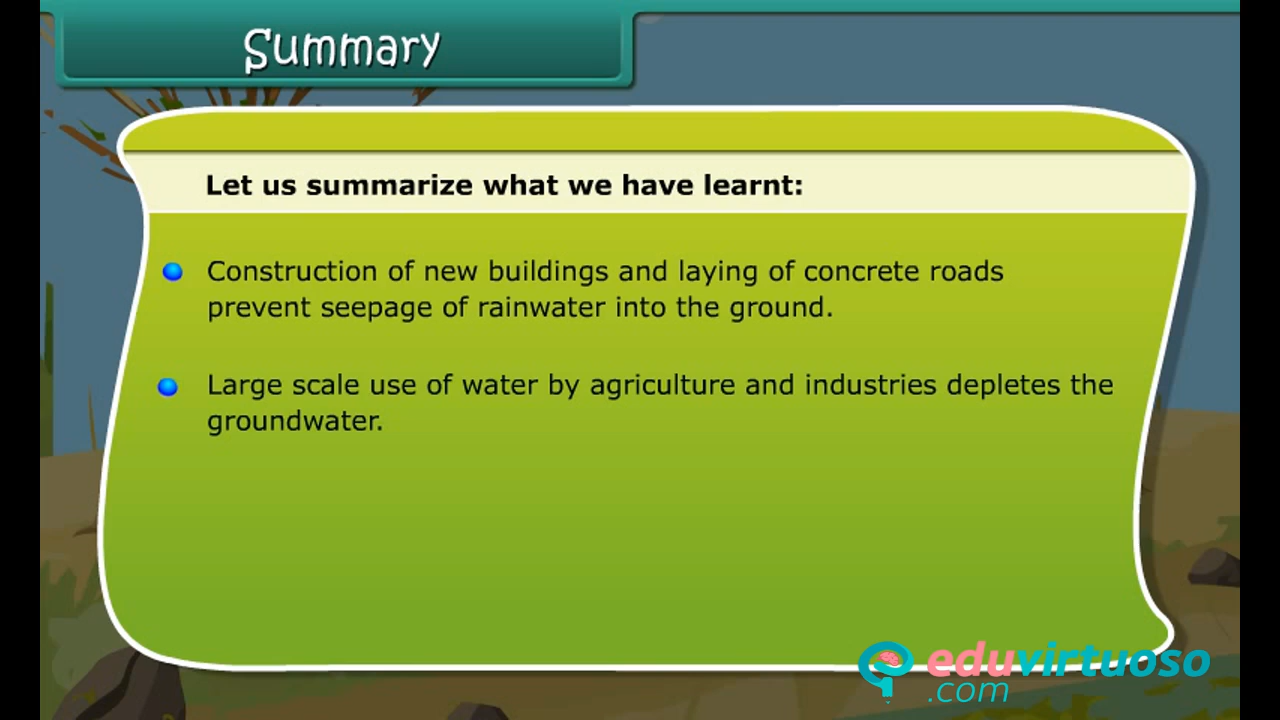 Summary
Let us summarize what we have learnt:
Construction of new buildings and laying of concrete roads
prevent seepage of rainwater into the ground.
Large scale use of water by agriculture and industries depletes the
groundwater.
eduvirtuoso
.com